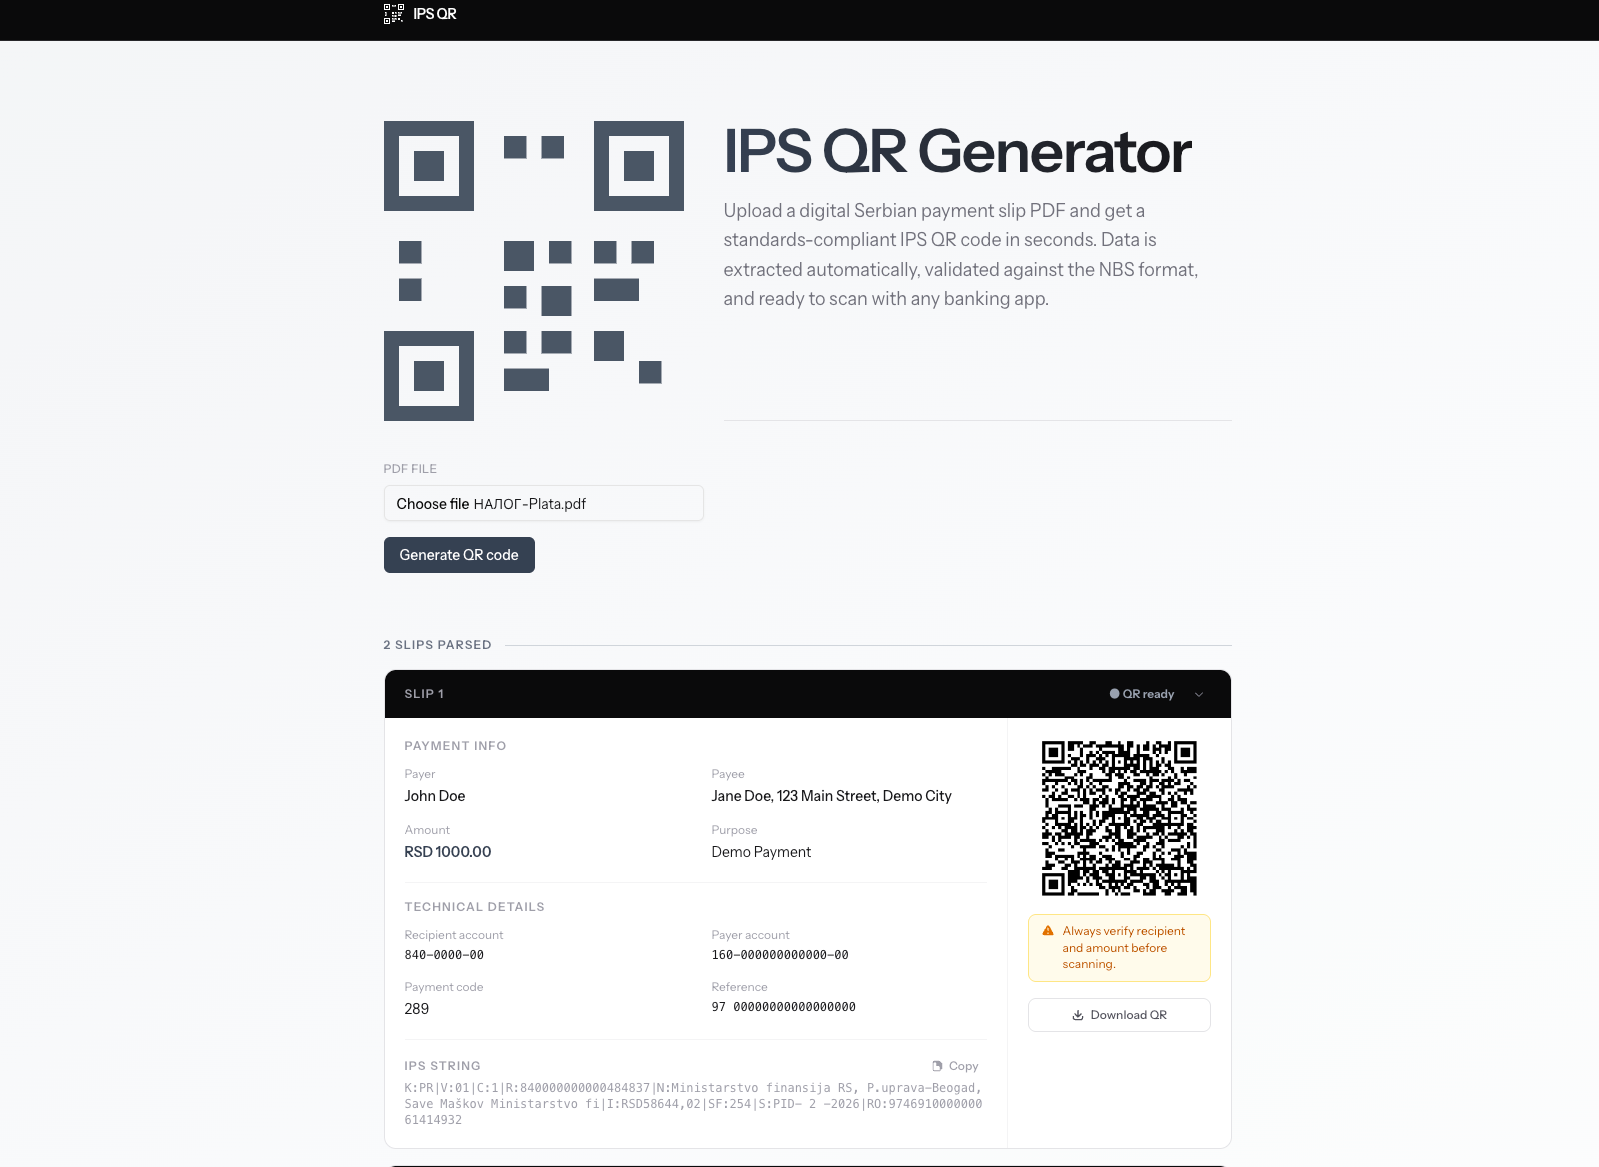 IPS QR
IPS QR Generator
Upload a digital Serbian payment slip PDF and get a
standards-compliant IPS QR code in seconds. Data is
extracted automatically, validated against the NBS format,
and ready to scan with any banking app.
PDF FILE
Choose file НАЛОГ-Plata.pdf
Generate QR code
2 SLIPS PARSED
SLIP 1
QR ready
PAYMENT INFO
Payer
John Doe
Payee
Jane Doe, 123 Main Street, Demo City
Amount
RSD 1000.00
Purpose
Demo Payment
TECHNICAL DETAILS
Recipient account
840-0000-00
Payer account
160-000000000000-00
Payment code
289
Reference
97 00000000000000000
IPS STRING
Copy
K:PR|V:01|C:1|R:840000000000484837|N:Ministarstvo finansija RS, P.uprava-Beogad,
Save Maškov Ministarstvo fi|I:RSD58644,02|SF:254|S:PID- 2 -2026|RO:9746910000000
61414932
Always verify recipient
and amount before
scanning.
Download QR